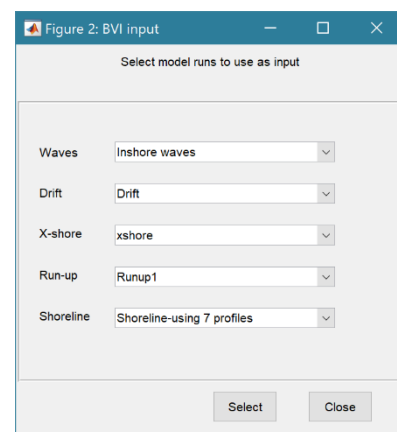 Figure 2: BVI input
Select model runs to use as input
Waves Inshore waves
Drift Drift
X-shore xshore
Run-up Runup1
Shoreline Shoreline-using 7 profiles
Select Close